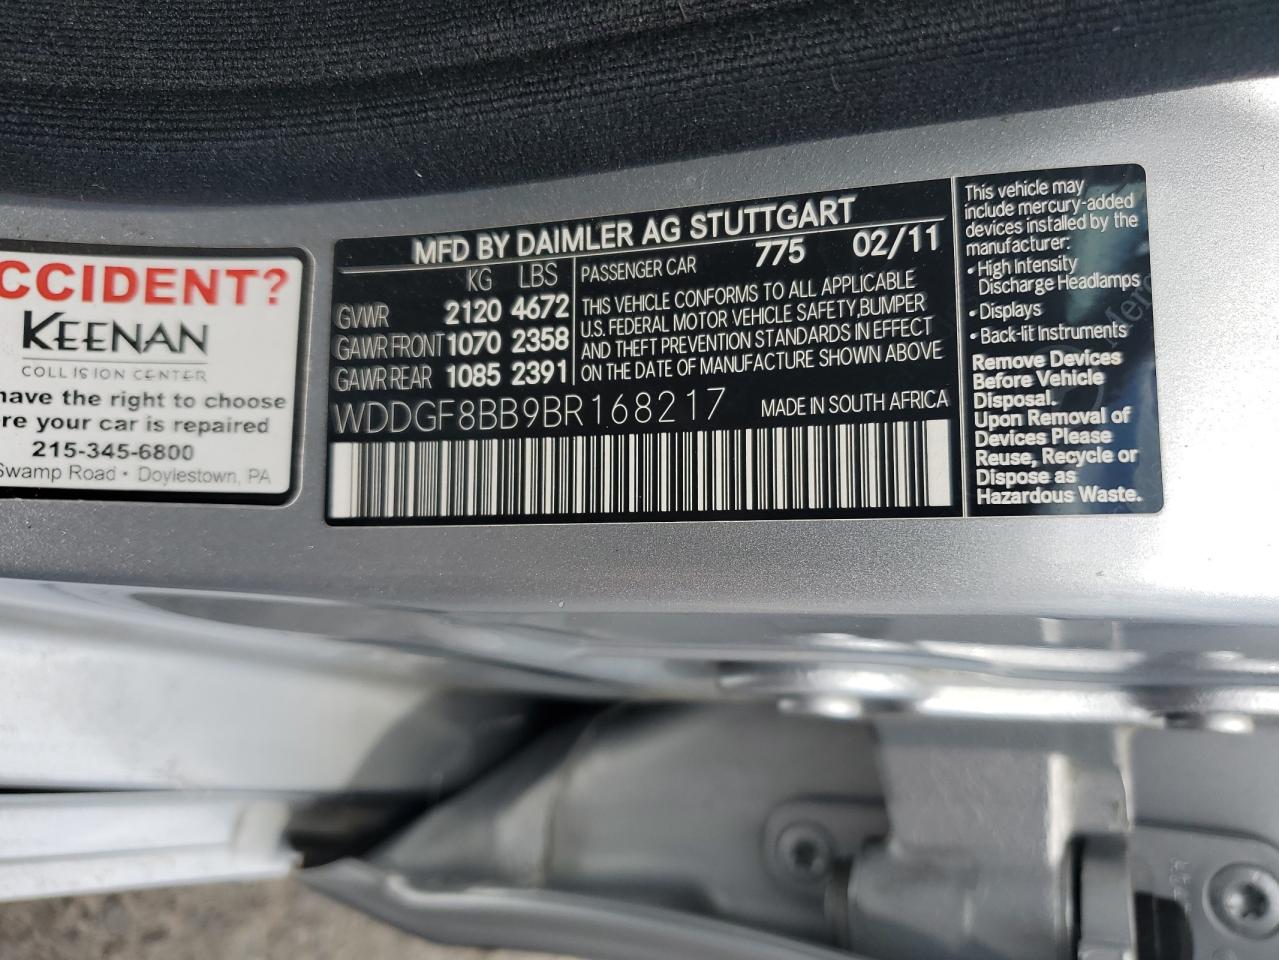 CCIDENT?
KEENAN
COLLISION CENTER
have the right to choose
re your car is repaired
215-345-6800
Swamp Road • Doylestown, PA
MFD BY DAIMLER AG STUTTGART
KG LBS
GVWR 2120 4672
GAWR FRONT 1070 2358
GAWR REAR 1085 2391
PASSENGER CAR 775 02/11
THIS VEHICLE CONFORMS TO ALL APPLICABLE
U.S. FEDERAL MOTOR VEHICLE SAFETY,BUMPER
AND THEFT PREVENTION STANDARDS IN EFFECT
ON THE DATE OF MANUFACTURE SHOWN ABOVE
WDDGF8BB9BR168217 MADE IN SOUTH AFRICA
This vehicle may
include mercury-added
devices installed by the
manufacturer:
• High Intensity
Discharge Headlamps
• Displays
• Back-lit Instruments
Remove Devices
Before Vehicle
Disposal.
Upon Removal of
Devices Please
Reuse, Recycle or
Dispose as
Hazardous Waste.